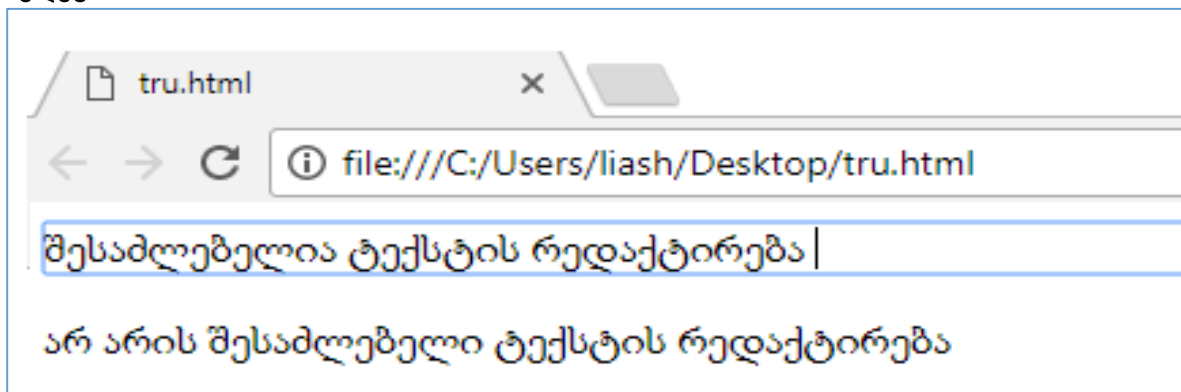 tru.html
file:///C:/Users/liash/Desktop/tru.html
შესაძლებელია ტექსტის რედაქტირება
არ არის შესაძლებელი ტექსტის რედაქტირება